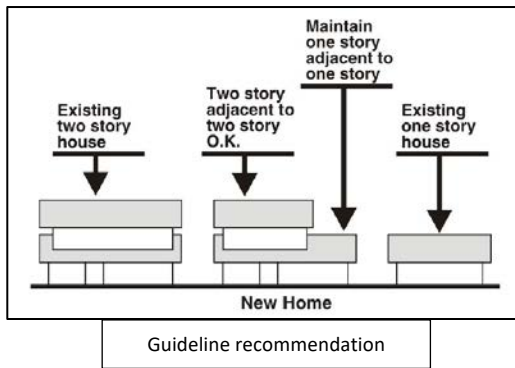 Maintain
one story
adjacent to
one story
Existing
two story
house
Two story
adjacent to
two story
O.K.
Existing
one story
house
New Home
Guideline recommendation